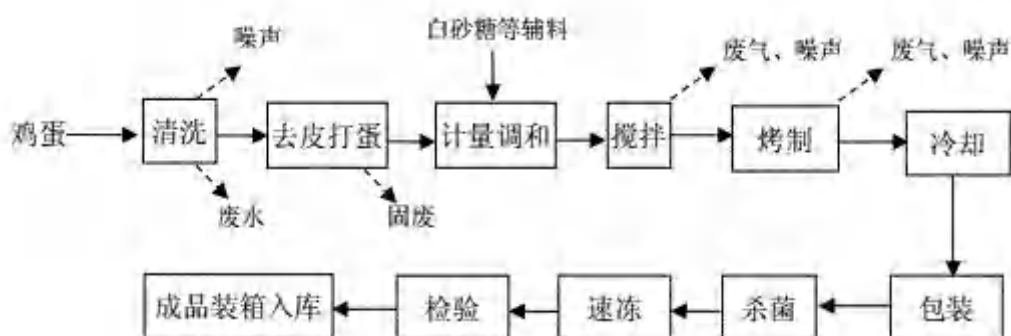 噪声
白砂糖等辅料
废气、噪声
废气、噪声
鸡蛋
清洗
去皮打蛋
计量调和
搅拌
烤制
冷却
废水
固废
成品装箱入库
检验
速冻
杀菌
包装